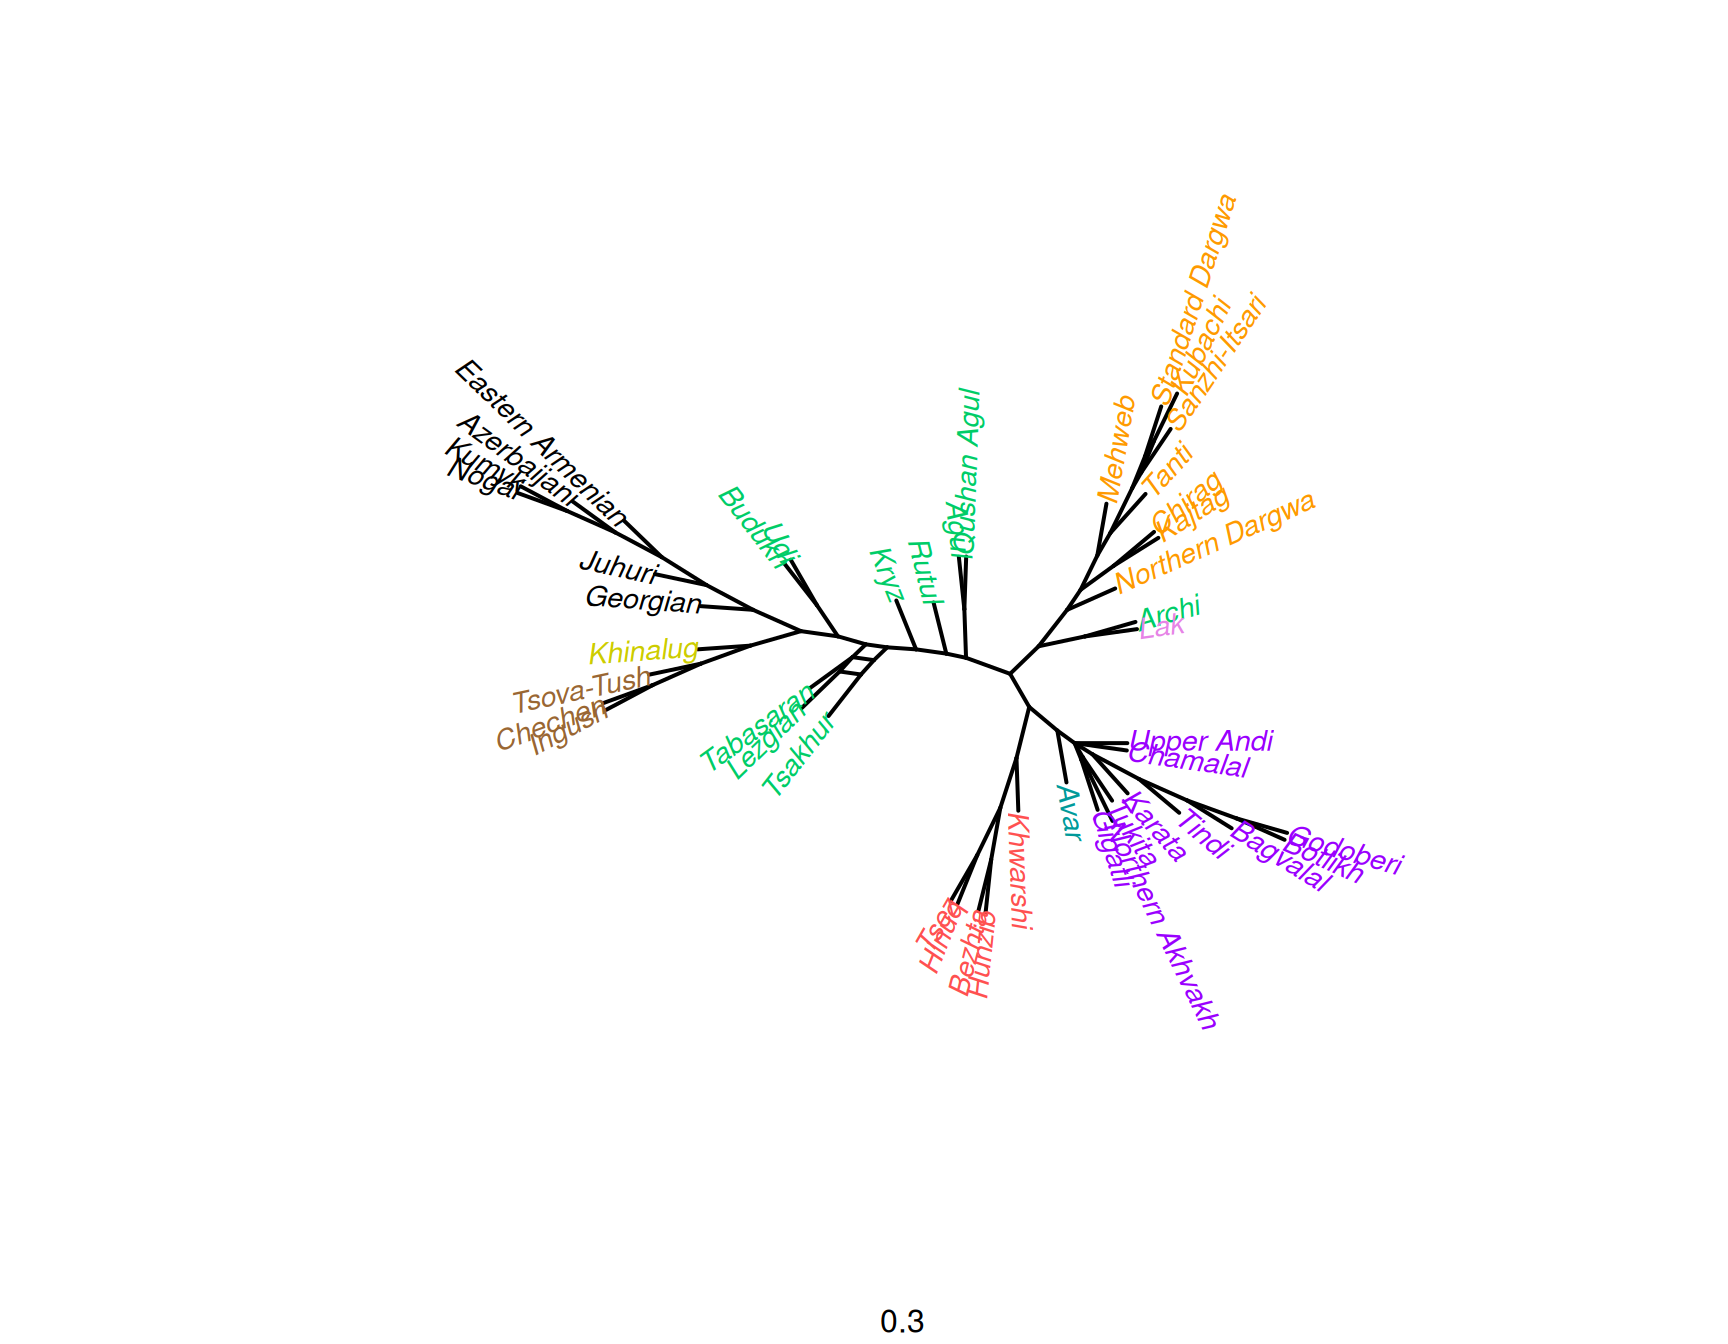 Standard Dargwa
Kubachi
Sanzhi-Itsari
Mehweb
Tanti
Chirag
Kajtag
Northern Dargwa
Archi
Lak
Eastern Armenian
Azerbaijani
Kumyk
Nogai
Juhuri
Georgian
Budukh
Udi
Kryz
Rutul
Agul
Qushan Agul
Khinalug
Tsova-Tush
Chechen
Ingush
Tabasaran
Lezgian
Tsakhur
Upper Andi
Chamalal
Avar
Gigatli
Northern Akhvakh
Tukita
Karata
Tindi
Bagvalal
Botlikh
Godoberi
Khwarshi
Tsez
Hinuq
Bezhta
Hunzib
0.3